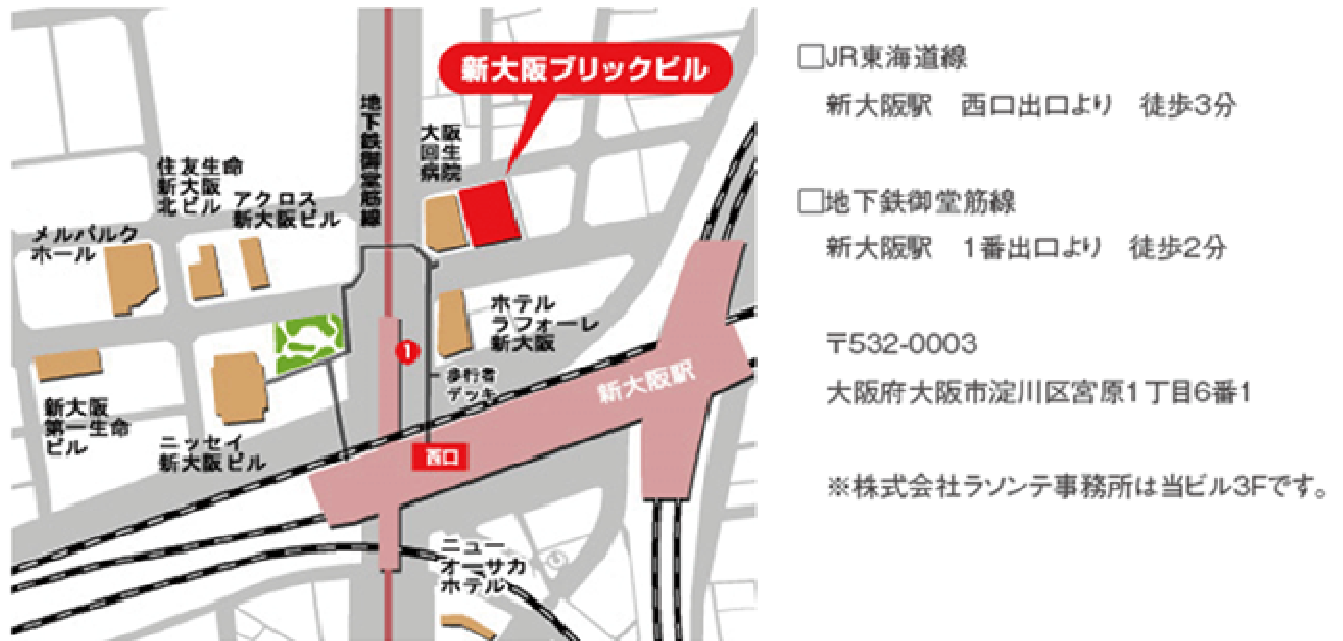 新大阪ブリックビル
地下鉄御堂筋線
大阪
回生
病院
住友生命
新大阪
北ビル
アクロス
新大阪ビル
メルパルク
ホール
ホテル
ラフォーレ
新大阪
1
歩行者
デッキ
新大阪駅
新大阪
第一生命
ビル
ニッセイ
新大阪ビル
西口
ニュー
オーサカ
ホテル
□JR東海道線
新大阪駅　西口出口より　徒歩3分
□地下鉄御堂筋線
新大阪駅　1番出口より　徒歩2分
〒532-0003
大阪府大阪市淀川区宮原1丁目6番1
※株式会社ラソンテ事務所は当ビル3Fです。